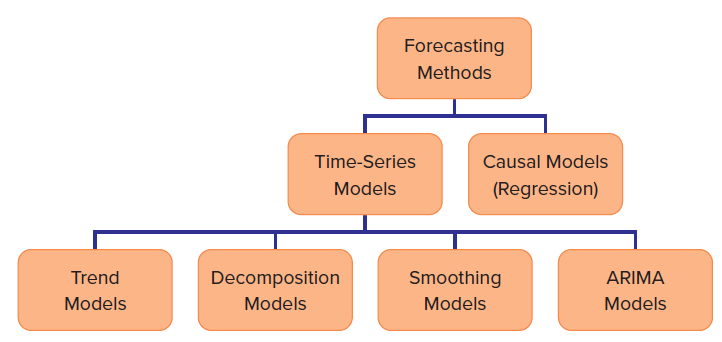 Forecasting
Methods
Time-Series
Models
Causal Models
(Regression)
Trend
Models
Decomposition
Models
Smoothing
Models
ARIMA
Models